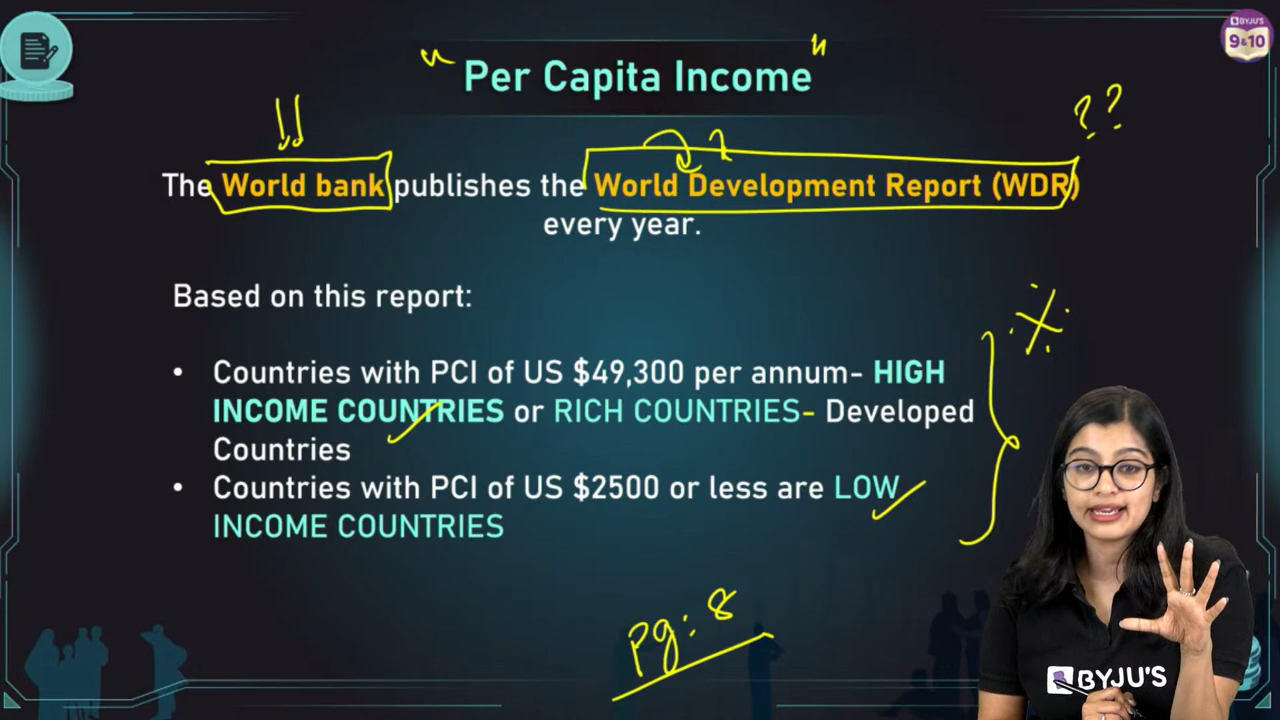 BYJU'S
9&10
"Per Capita Income"
??
The World bank publishes the World Development Report (WDR)
every year.
Based on this report:
• Countries with PCI of US $49,300 per annum- HIGH
INCOME COUNTRIES or RICH COUNTRIES- Developed
Countries
• Countries with PCI of US $2500 or less are LOW
INCOME COUNTRIES
Pg: 8
BYJU'S